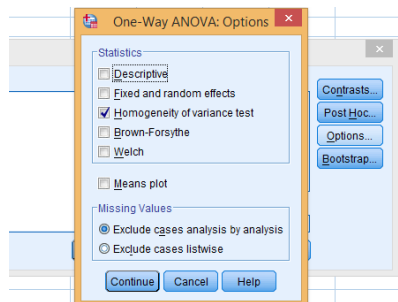 One-Way ANOVA: Options
Statistics
Descriptive
Fixed and random effects
Homogeneity of variance test
Brown-Forsythe
Welch
Means plot
Missing Values
Exclude cases analysis by analysis
Exclude cases listwise
Continue Cancel Help
Contrasts...
Post Hoc...
Options...
Bootstrap...